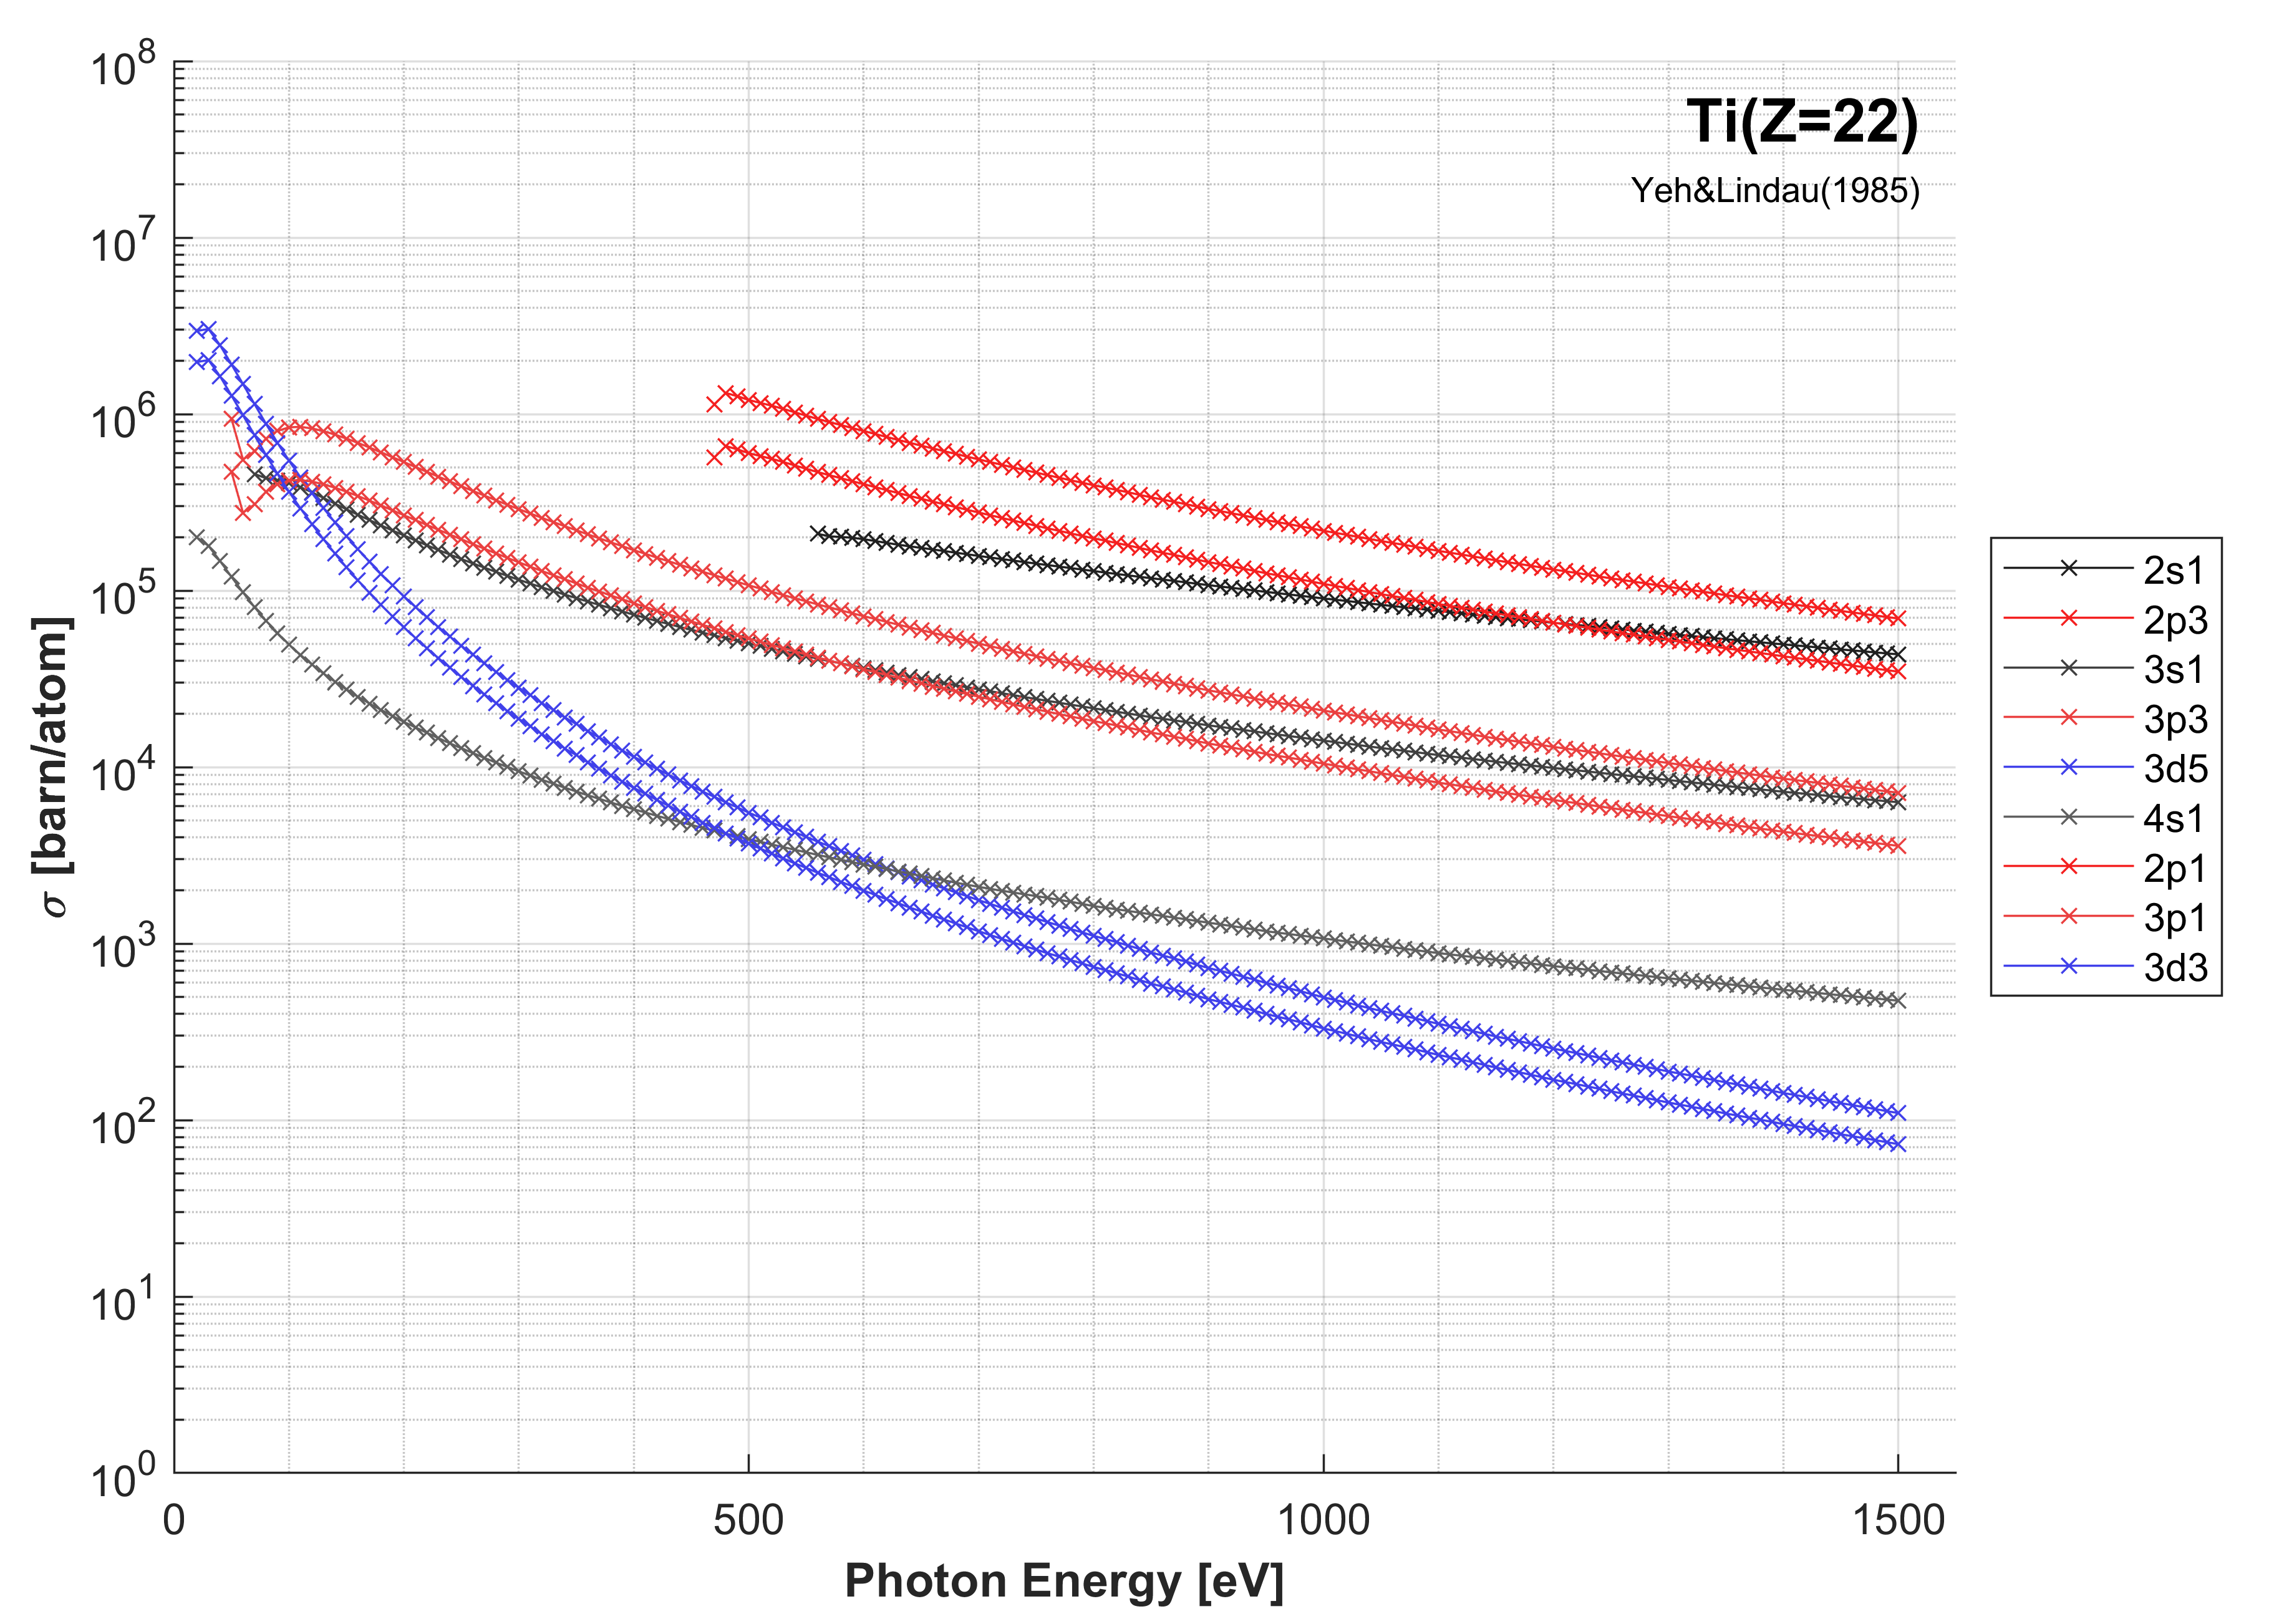 Ti(Z=22)
Yeh&Lindau(1985)
10^8
10^7
10^6
10^5
10^4
10^3
10^2
10^1
10^0
σ [barn/atom]
0 500 1000 1500
Photon Energy [eV]
2s1
2p3
3s1
3p3
3d5
4s1
2p1
3p1
3d3